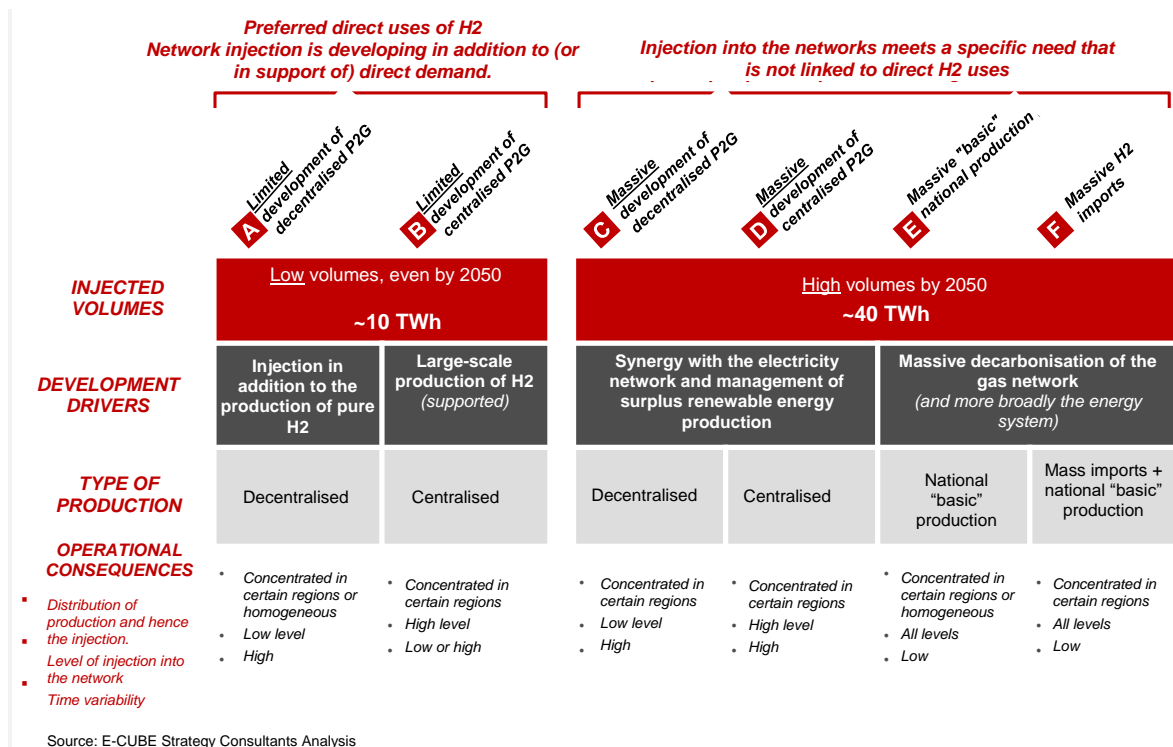 Preferred direct uses of H2
Network injection is developing in addition to (or
in support of) direct demand.
Injection into the networks meets a specific need that
is not linked to direct H2 uses
A
Limited
development of
decentralised P2G
B
Limited
development of
centralised P2G
C
Massive
development of
decentralised P2G
D
Massive
development of
centralised P2G
E
Massive "basic"
national production
F
Massive H2
imports
INJECTED
VOLUMES
Low volumes, even by 2050
~10 TWh
High volumes by 2050
~40 TWh
DEVELOPMENT
DRIVERS
Injection in
addition to the
production of pure
H2
Large-scale
production of H2
(supported)
Synergy with the electricity
network and management of
surplus renewable energy
production
Massive decarbonisation of the
gas network
(and more broadly the energy
system)
TYPE OF
PRODUCTION
Decentralised
Centralised
Decentralised
Centralised
National
“basic”
production
Mass imports +
national “basic”
production
OPERATIONAL
CONSEQUENCES
▪ Distribution of
production and hence
the injection.
▪ Level of injection into
the network
▪ Time variability
• Concentrated in
certain regions or
homogeneous
• Low level
• High
• Concentrated in
certain regions
• High level
• Low or high
• Concentrated in
certain regions
• Low level
• High
• Concentrated in
certain regions
• High level
• High
• Concentrated in
certain regions or
homogeneous
• All levels
• Low
• Concentrated in
certain regions
• All levels
• Low
Source: E-CUBE Strategy Consultants Analysis